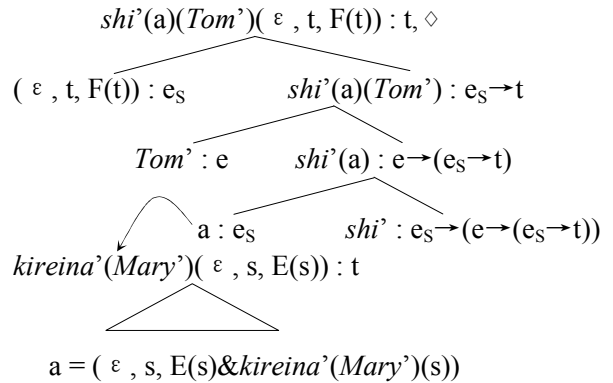 shi’(a)(Tom’)( ε , t, F(t)) : t, ◇
( ε , t, F(t)) : eS    shi’(a)(Tom’) : eS→t
Tom’ : e    shi’(a) : e→(eS→t)
a : eS    shi’ : eS→(e→(eS→t))
kireina’(Mary’)( ε , s, E(s)) : t
a = ( ε , s, E(s)&kireina’(Mary’)(s))